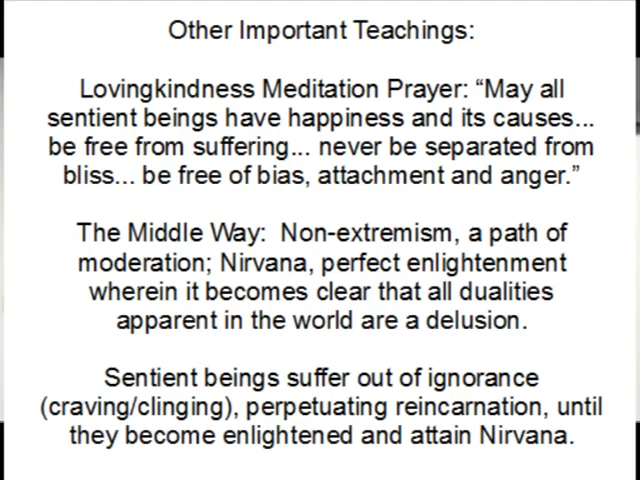 Other Important Teachings:
Lovingkindness Meditation Prayer: “May all
sentient beings have happiness and its causes...
be free from suffering... never be separated from
bliss... be free of bias, attachment and anger.”
The Middle Way:  Non-extremism, a path of
moderation; Nirvana, perfect enlightenment
wherein it becomes clear that all dualities
apparent in the world are a delusion.
Sentient beings suffer out of ignorance
(craving/clinging), perpetuating reincarnation, until
they become enlightened and attain Nirvana.